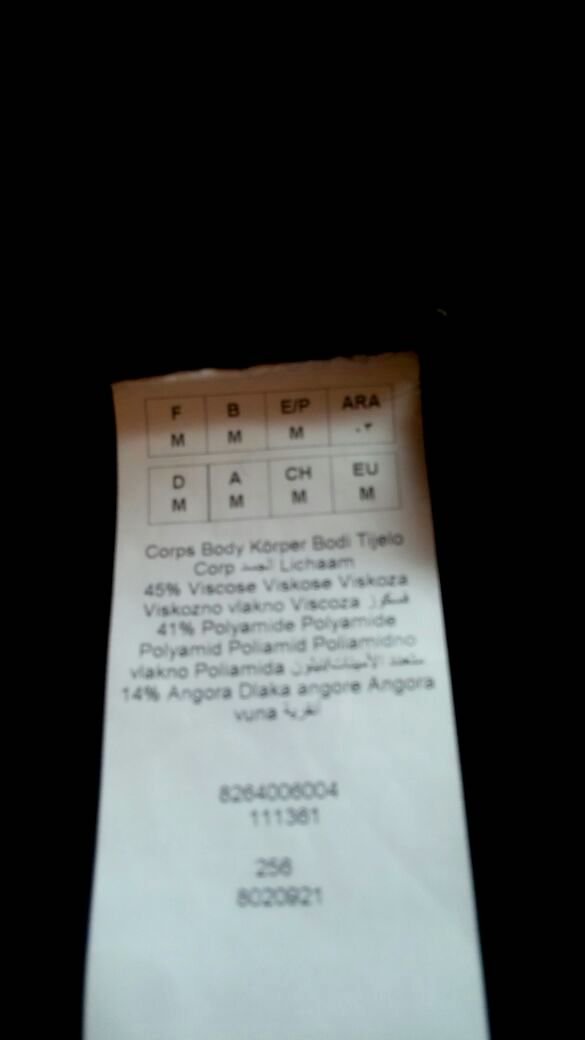 F B E/P ARA
M M M ٠٣
D A CH EU
M M M M
Corps Body Körper Bodi Tijelo
Corp الجسد Lichaam
45% Viscose Viskose Viskoza
Viskozno vlakno Viscoza
41% Polyamide Polyamide
Polyamid Poliamid Poliamidno
vlakno Poliamida
14% Angora Dlaka angore Angora
vuna
8264006004
111361
256
8020921